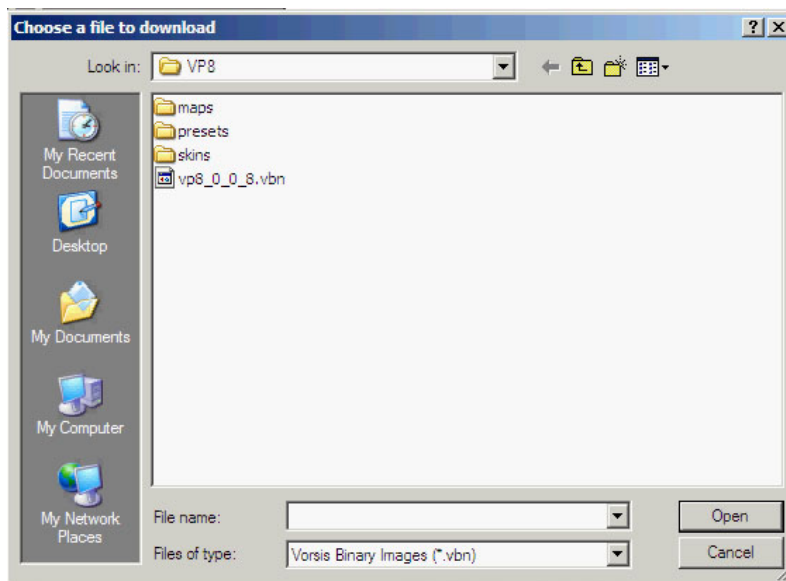 Choose a file to download
Look in:
VP8
My Recent
Documents
Desktop
My Documents
My Computer
My Network
Places
maps
presets
skins
vp8_0_0_8.vbn
File name:
Open
Files of type:
Vorsis Binary Images (*.vbn)
Cancel